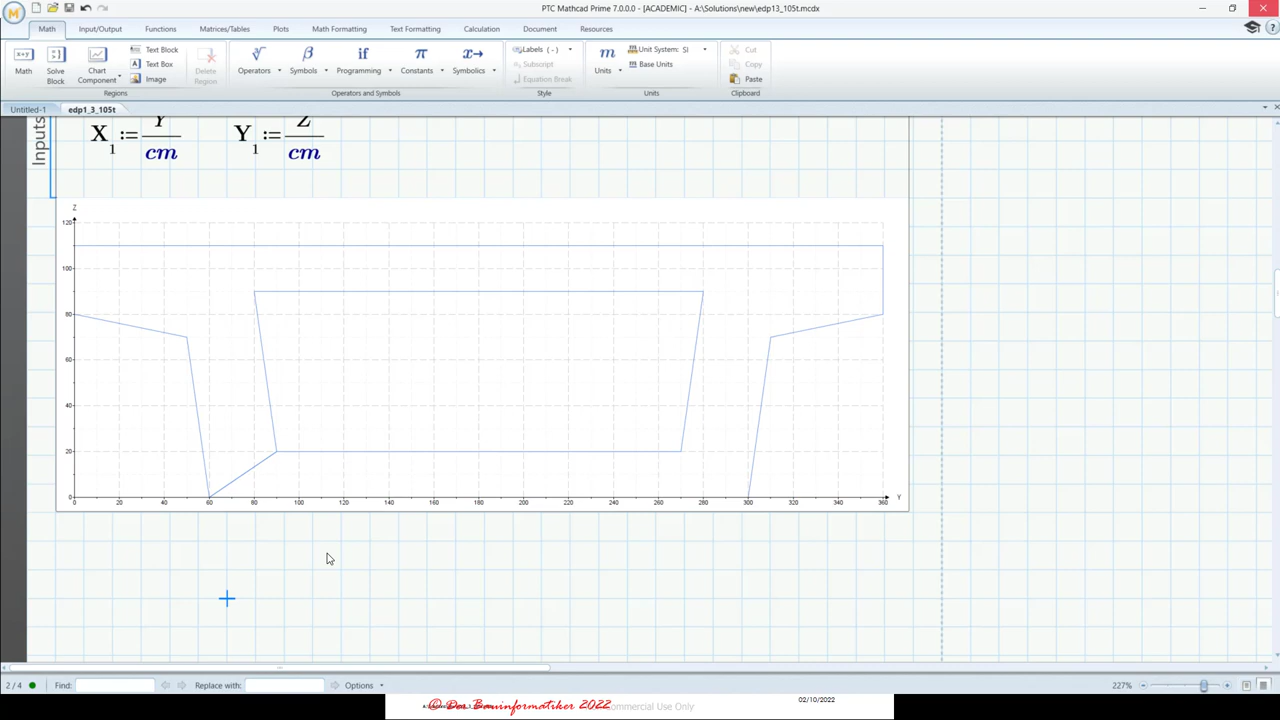 PTC Mathcad Prime 7.0.0.0 - [ACADEMIC] - A:\Solutions\new\edp13_105t.mcdx
Math Input/Output Functions Matrices/Tables Plots Math Formatting Text Formatting Calculation Document Resources
Math
Solve Block
Chart Component
Text Block
Text Box
Image
Delete Region
Operators
Symbols
Programming
Constants
Symbolics
Labels ( - )
Subscript
Equation Break
Units
Unit System: SI
Base Units
Cut
Copy
Paste
Regions Operators and Symbols Style Units Clipboard
Untitled-1 edp1_3_105t
Inputs
X1 := Y/cm Y1 := Z/cm
Z
120
100
80
60
40
20
0
0 20 40 60 80 100 120 140 160 180 200 220 240 260 280 300 320 340 360
Y
2 / 4 Find: Replace with: Options 227%
© Der Bauinformatiker 2022 Commercial Use Only 02/10/2022